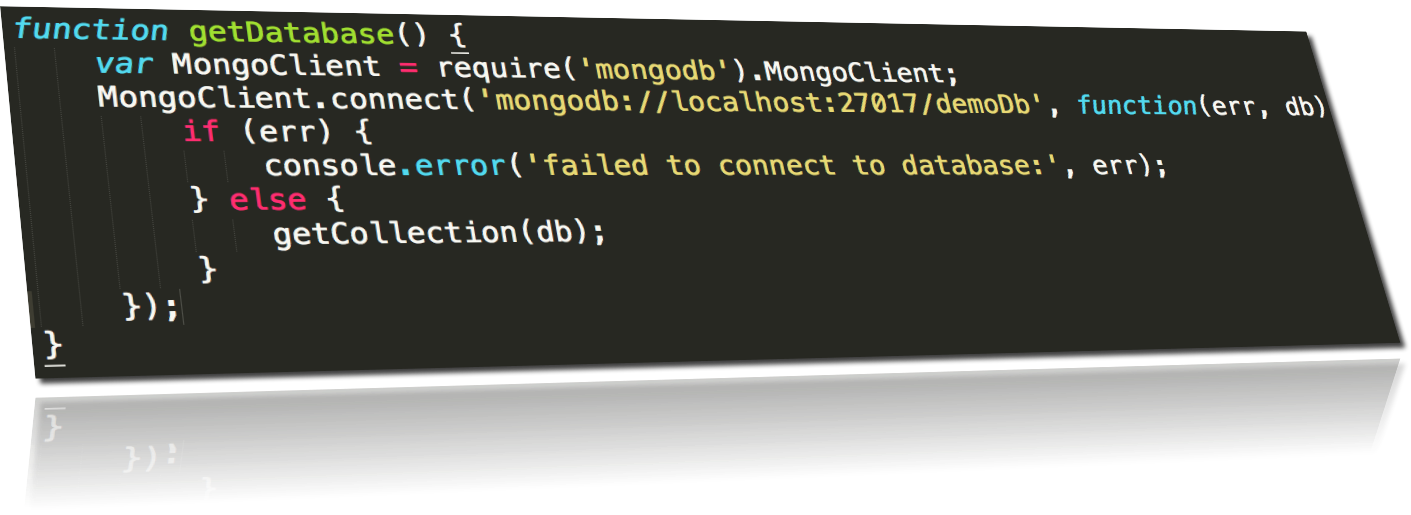 function getDatabase() {
var MongoClient = require('mongodb').MongoClient;
MongoClient.connect('mongodb://localhost:27017/demoDb', function(err, db)
if (err) {
console.error('failed to connect to database:', err);
} else {
getCollection(db);
}
});
}